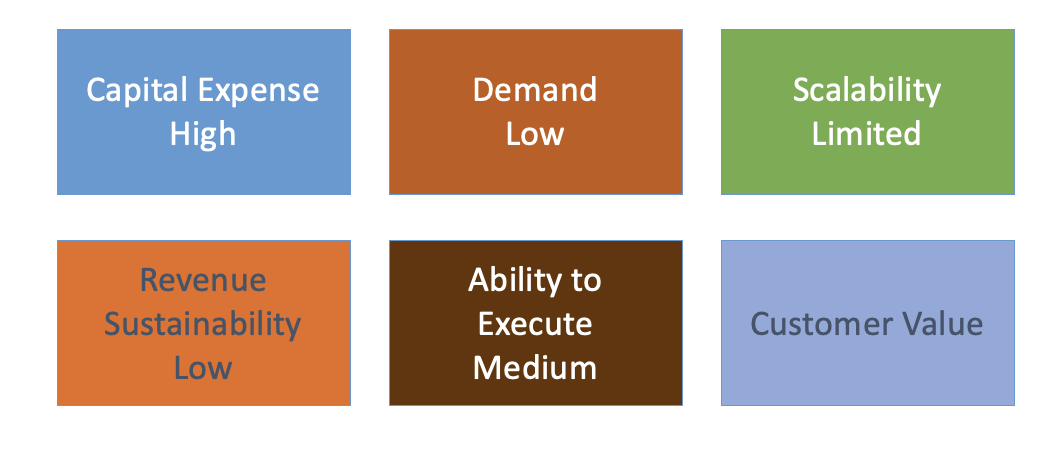 Capital Expense
High
Demand
Low
Scalability
Limited
Revenue
Sustainability
Low
Ability to
Execute
Medium
Customer Value